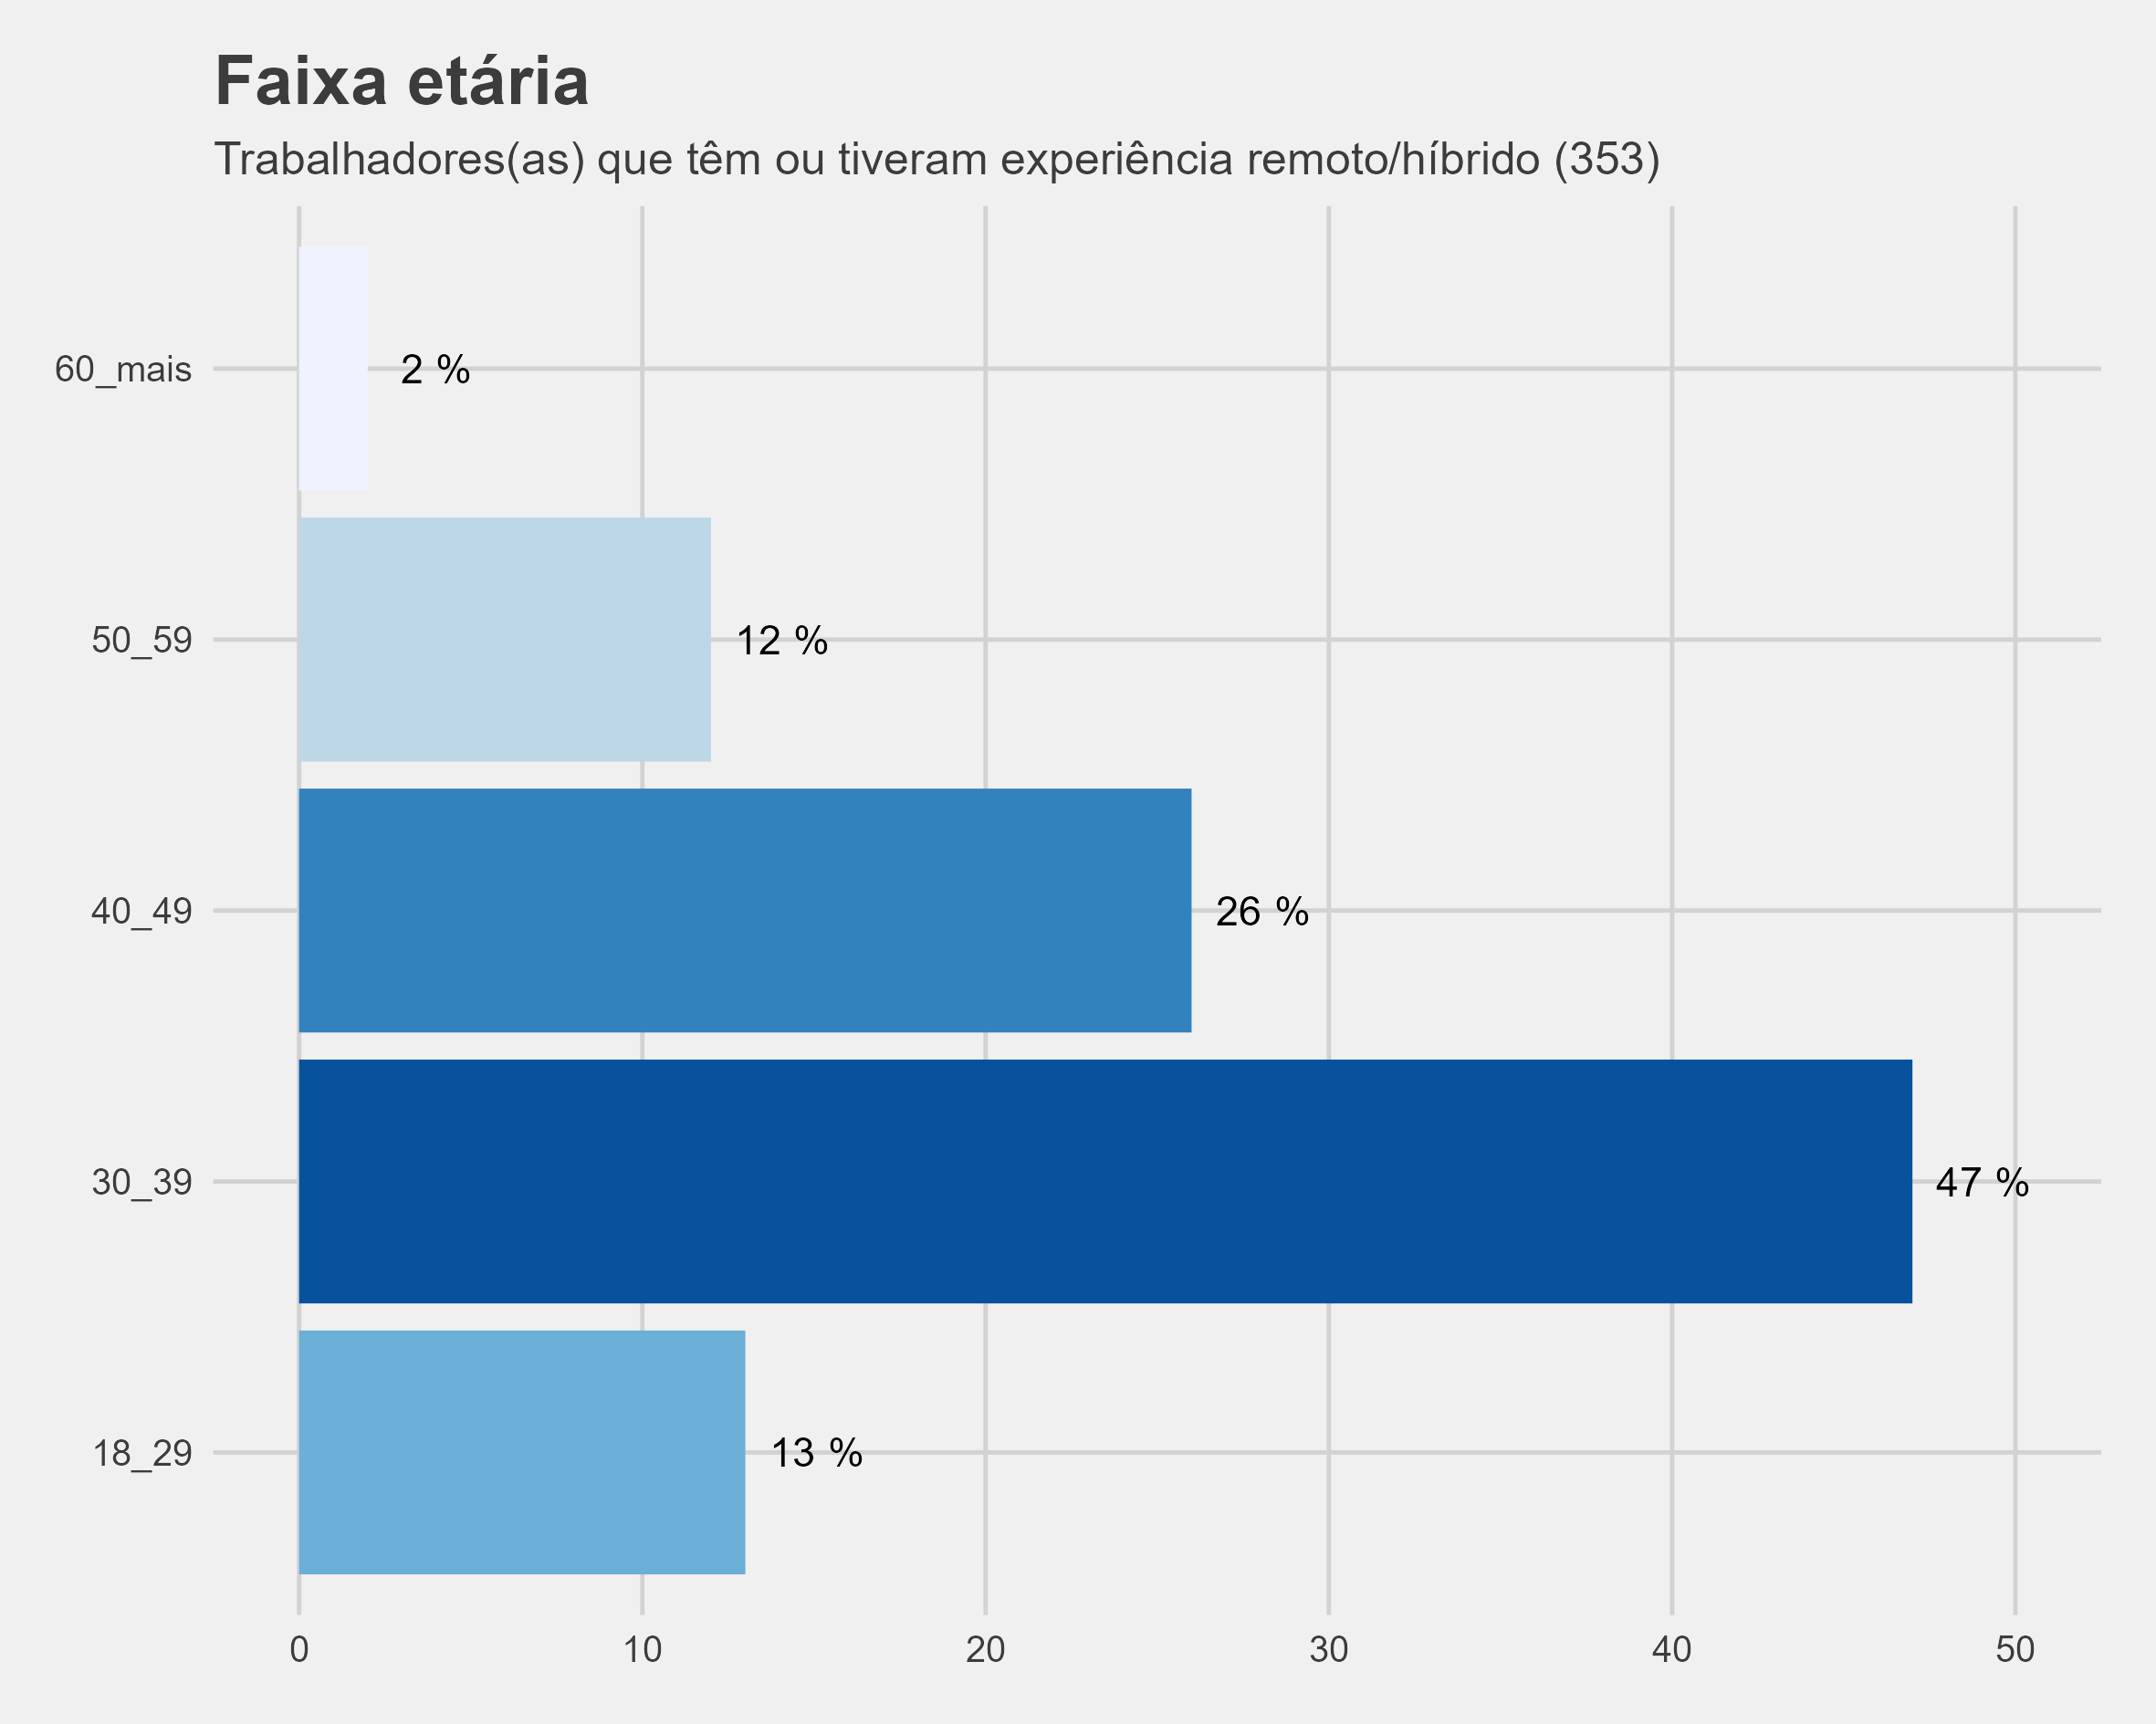 Faixa etária
Trabalhadores(as) que têm ou tiveram experiência remoto/híbrido (353)
60_mais
2 %
50_59
12 %
40_49
26 %
30_39
47 %
18_29
13 %
0 10 20 30 40 50